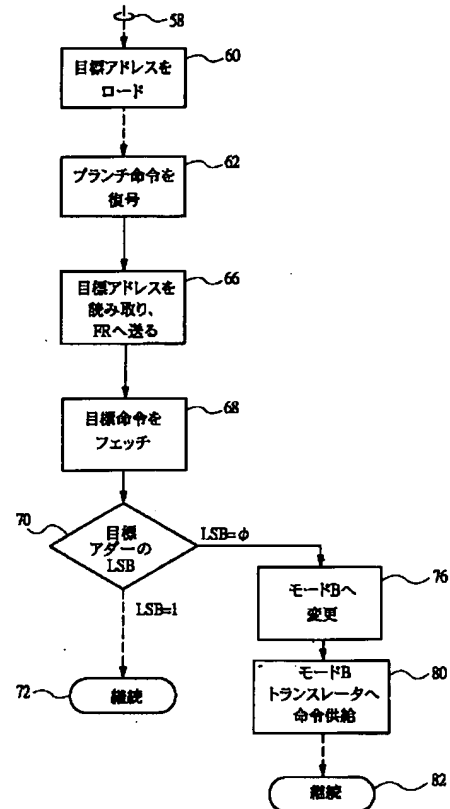 58
目標アドレスを
ロード
60
ブランチ命令を
復号
62
目標アドレスを
読み取り、
FRへ送る
66
目標命令を
フェッチ
68
70
目標
アダーの
LSB
LSB=φ
LSB=1
モードBへ
変更
76
72
継続
モードB
トランスレータへ
命令供給
80
継続
82